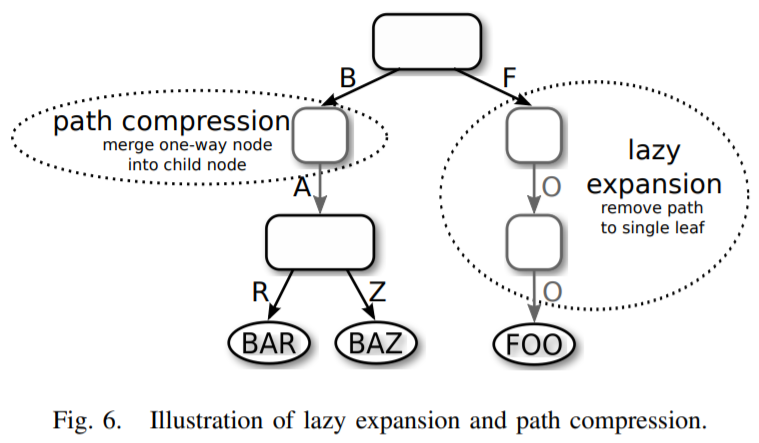 B
F
path compression
merge one-way node
into child node
lazy
expansion
remove path
to single leaf
A
O
R
Z
O
BAR
BAZ
FOO
Fig. 6. Illustration of lazy expansion and path compression.